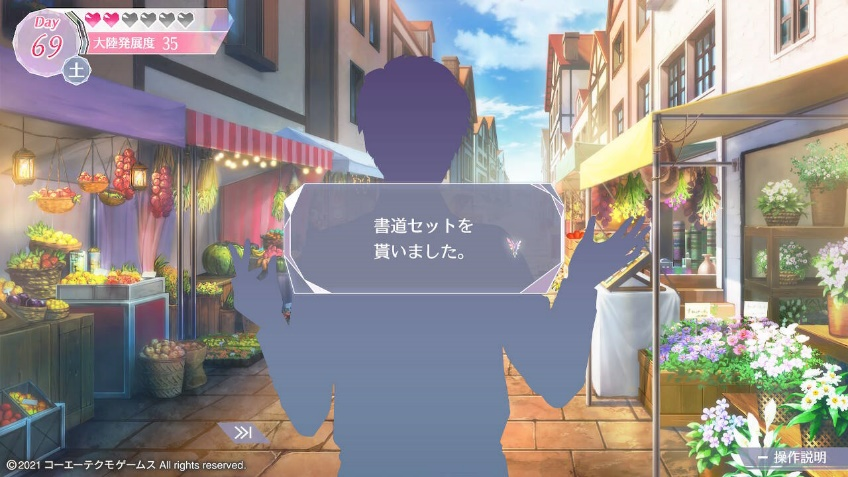 Day
69
土
大陸発展度 35
書道セットを
貰いました。
ー 操作説明
©2021 コーエーテクモゲームス All rights reserved.